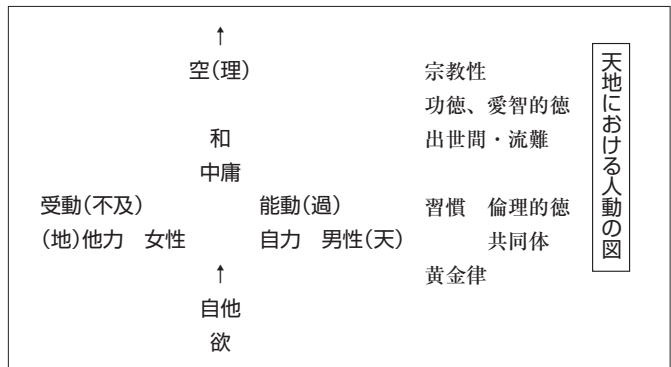 天地における人動の図
↑
空(理) 宗教性
功徳、愛智的徳
和 出世間・流難
中庸
受動(不及) 能動(過) 習慣 倫理的徳
(地)他力 女性 自力 男性(天) 共同体
↑ 黄金律
自他
欲